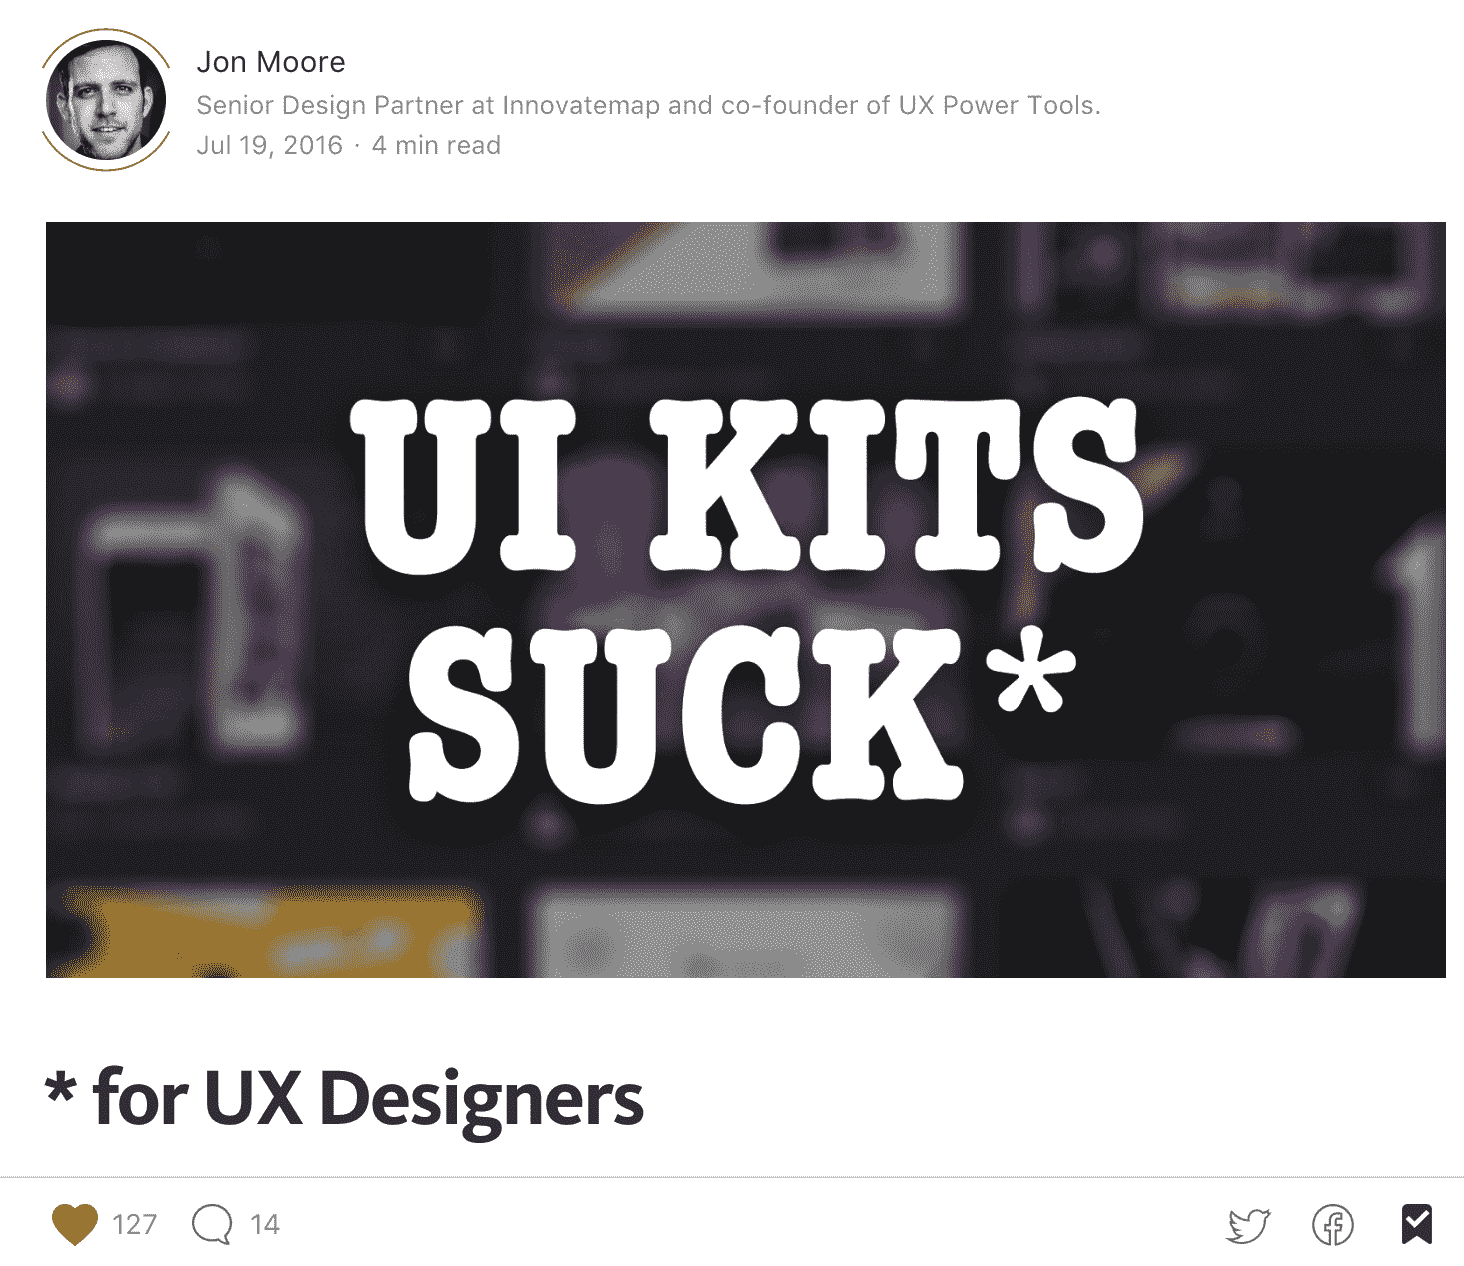 Jon Moore
Senior Design Partner at Innovatemap and co-founder of UX Power Tools.
Jul 19, 2016 · 4 min read
UI KITS
SUCK*
* for UX Designers
127 14